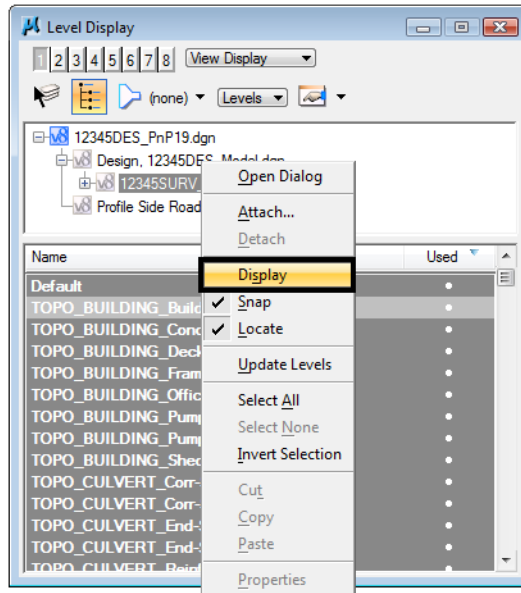 Level Display
1 2 3 4 5 6 7 8 View Display
(none) Levels
12345DES_PnP19.dgn
Design, 12345DES_Model.dgn
12345SURV_
Profile Side Road
Open Dialog
Attach...
Detach
Display
Snap
Locate
Update Levels
Select All
Select None
Invert Selection
Cut
Copy
Paste
Properties
Name Used
Default
TOPO_BUILDING_Build
TOPO_BUILDING_Conc
TOPO_BUILDING_Deck
TOPO_BUILDING_Fram
TOPO_BUILDING_Offic
TOPO_BUILDING_Pump
TOPO_BUILDING_Pump
TOPO_BUILDING_Shed
TOPO_CULVERT_Corr-
TOPO_CULVERT_Corr-
TOPO_CULVERT_End-S
TOPO_CULVERT_End-S
TOPO_CULVERT_Reinf